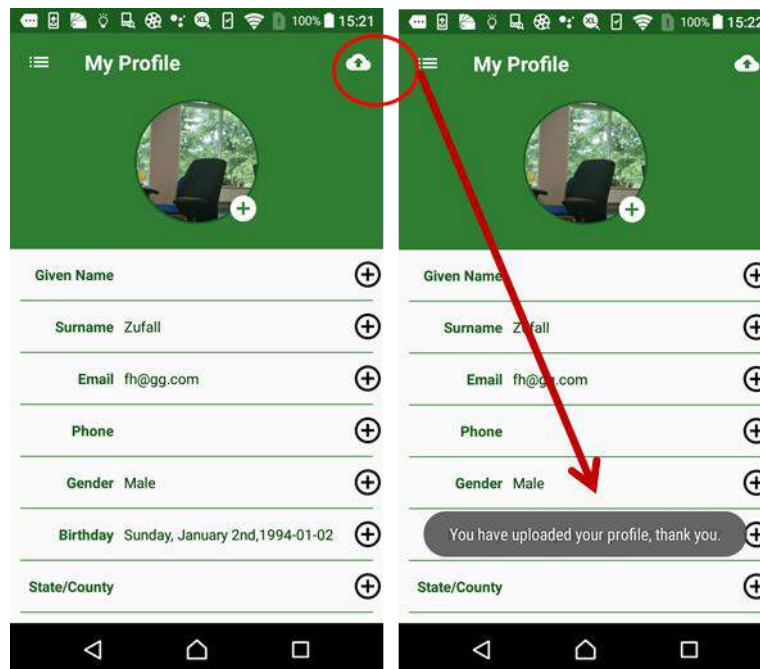 100% 15:21
My Profile
Given Name
Surname Zufall
Email fh@gg.com
Phone
Gender Male
Birthday Sunday, January 2nd,1994-01-02
State/County
100% 15:22
My Profile
Given Name
Surname Zufall
Email fh@gg.com
Phone
Gender Male
You have uploaded your profile, thank you.
State/County